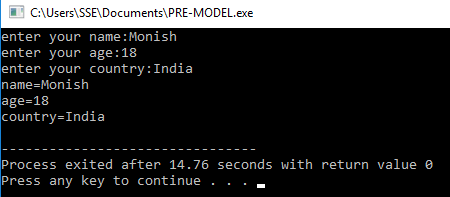 C:\Users\SSE\Documents\PRE-MODEL.exe
enter your name:Monish
enter your age:18
enter your country:India
name=Monish
age=18
country=India
--------------------------------
Process exited after 14.76 seconds with return value 0
Press any key to continue . . .